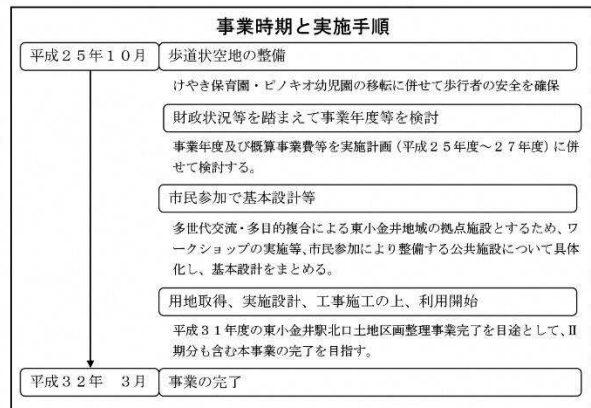 事業時期と実施手順
平成25年10月 歩道状空地の整備
けやき保育園・ピノキオ幼児園の移転に併せて歩行者の安全を確保
財政状況等を踏まえて事業年度等を検討
事業年度及び概算事業費等を実施計画(平成25年度～27年度)に併
せて検討する。
市民参加で基本設計等
多世代交流・多目的複合による東小金井地域の拠点施設とするため、ワ
ークショップの実施等、市民参加により整備する公共施設について具体
化し、基本設計をまとめる。
用地取得、実施設計、工事施工の上、利用開始
平成31年度の東小金井駅北口土地区画整理事業完了を目途として、Ⅱ
期分も含む本事業の完了を目指す。
平成32年 3月 事業の完了